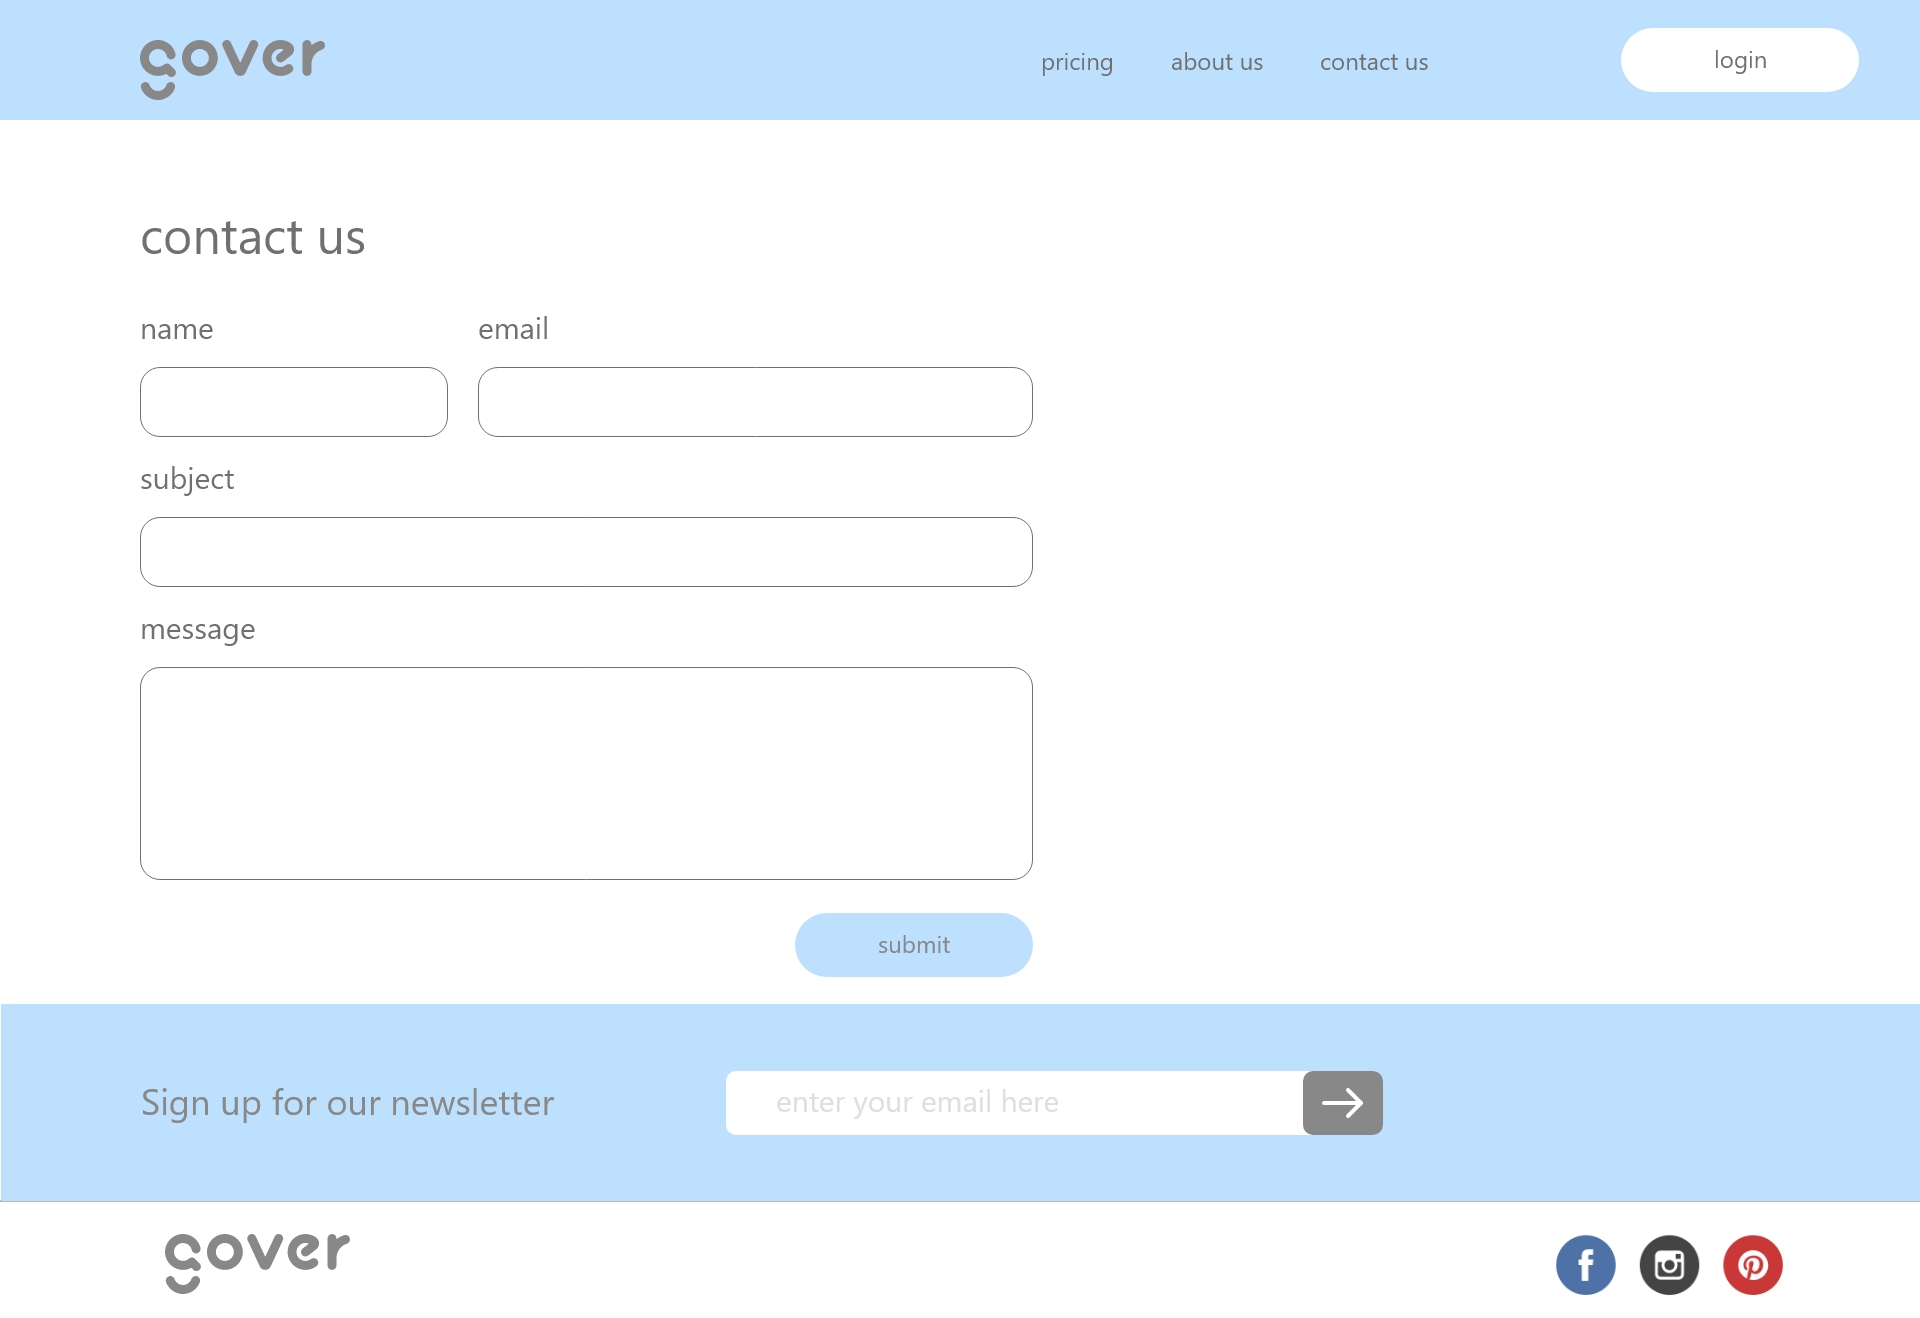 gover
pricing about us contact us login
contact us
name email
subject
message
submit
Sign up for our newsletter
enter your email here
gover